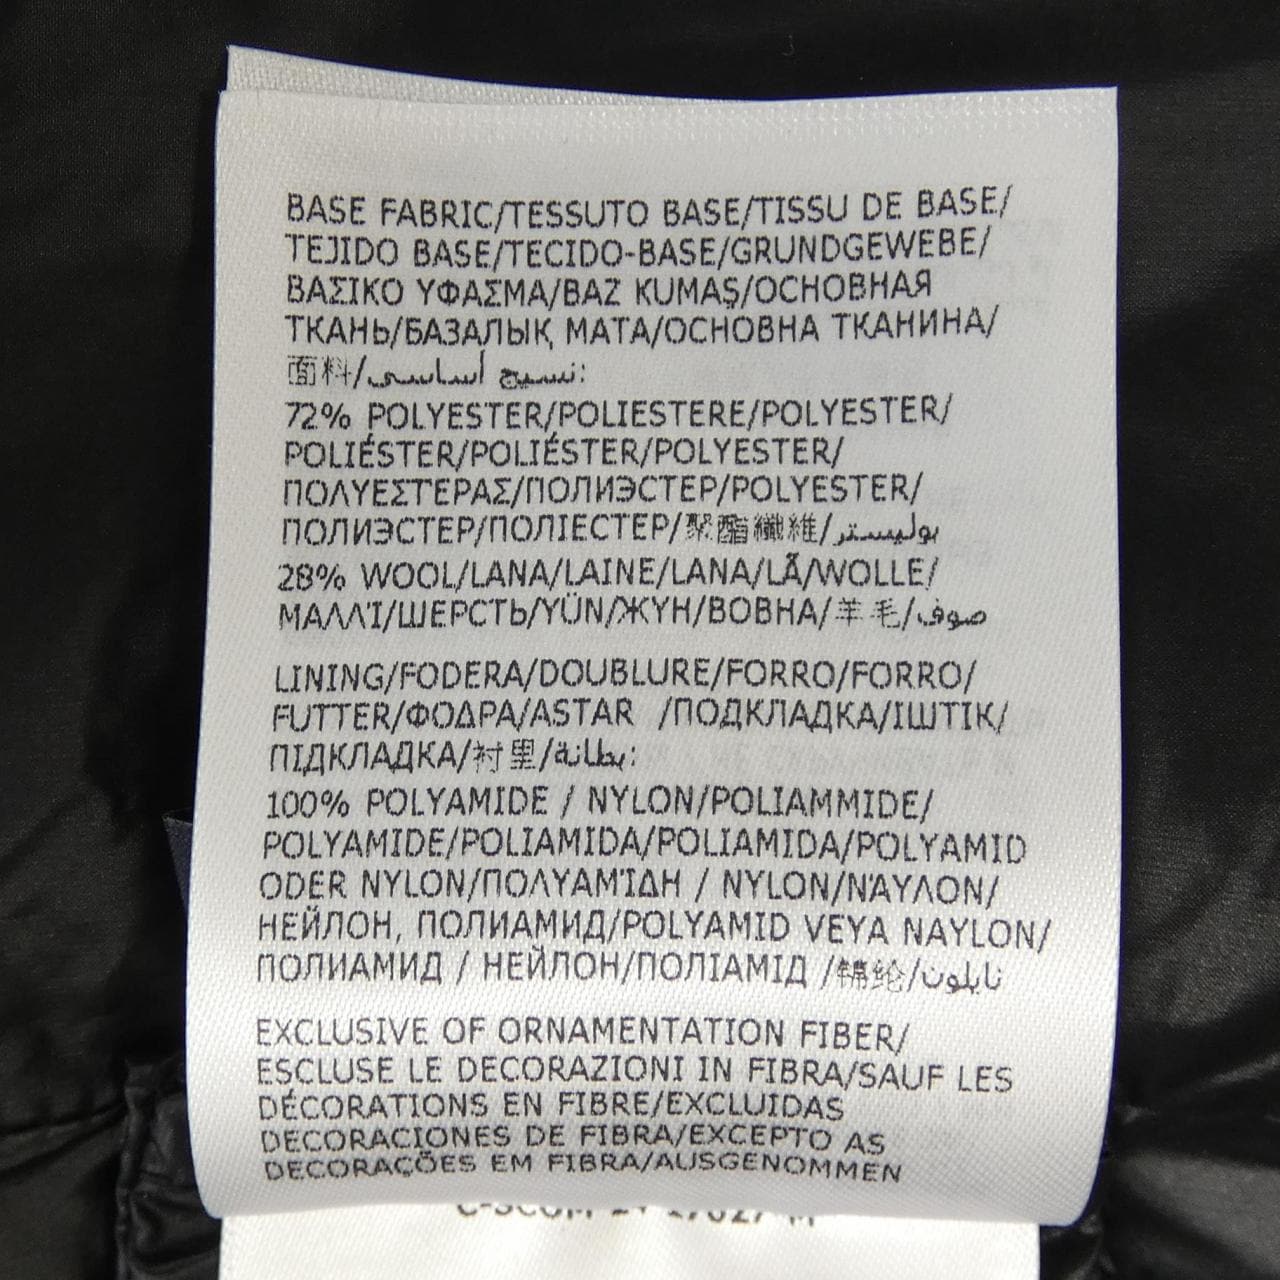 BASE FABRIC/TESSUTO BASE/TISSU DE BASE/
TEJIDO BASE/TECIDO-BASE/GRUNDGEWEBE/
ΒΑΣΙΚΟ ΥΦΑΣΜΑ/BAZ KUMAŞ/ОСНОВНАЯ
ТКАНЬ/БАЗАЛЫҚ МАТА/ОСНОВНА ТКАНИНА/
面料/نسيج أساسي:
72% POLYESTER/POLIESTERE/POLYESTER/
POLIÉSTER/POLIÉSTER/POLYESTER/
ΠΟΛΥΕΣΤΕΡΑΣ/ПОЛИЭСТЕР/POLYESTER/
ПОЛИЭСТЕР/ПОЛІЕСТЕР/聚酯纖維/بوليستر
28% WOOL/LANA/LAINE/LANA/LÃ/WOLLE/
ΜΑΛΛΊ/ШЕРСТЬ/YÜN/ЖҮН/ВОВНА/羊毛/صوف
LINING/FODERA/DOUBLURE/FORRO/FORRO/
FUTTER/ΦΟΔΡΑ/ASTAR /ПОДКЛАДКА/ІШТІК/
ПІДКЛАДКА/衬里/بطانة:
100% POLYAMIDE / NYLON/POLIAMMIDE/
POLYAMIDE/POLIAMIDA/POLIAMIDA/POLYAMID
ODER NYLON/ΠΟΛΥΑΜΊΔΗ / NYLON/ΝΆΥΛΟΝ/
НЕЙЛОН, ПОЛИАМИД/POLYAMID VEYA NAYLON/
ПОЛИАМИД / НЕЙЛОН/ПОЛІАМІД /锦纶/نايلون
EXCLUSIVE OF ORNAMENTATION FIBER/
ESCLUSE LE DECORAZIONI IN FIBRA/SAUF LES
DÉCORATIONS EN FIBRE/EXCLUIDAS
DECORACIONES DE FIBRA/EXCEPTO AS
DECORAÇÕES EM FIBRA/AUSGENOMMEN